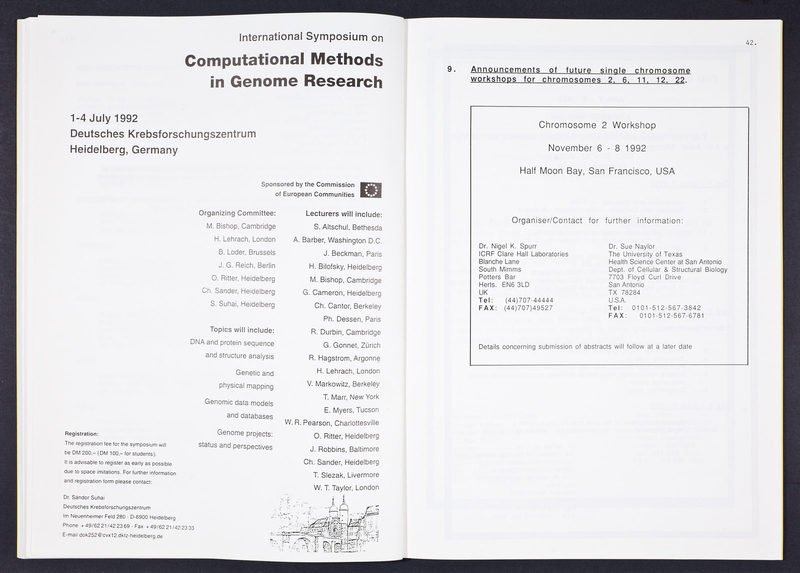 International Symposium on
Computational Methods
in Genome Research
1-4 July 1992
Deutsches Krebsforschungszentrum
Heidelberg, Germany
Sponsored by the Commission
of European Communities
Organizing Committee:
M. Bishop, Cambridge
H. Lehrach, London
B. Loder, Brussels
J. G. Reich, Berlin
O. Ritter, Heidelberg
Ch. Sander, Heidelberg
S. Suhai, Heidelberg
Topics will include:
DNA and protein sequence
and structure analysis
Genetic and
physical mapping
Genomic data models
and databases
Genome projects:
status and perspectives
Lecturers will include:
S. Altschul, Bethesda
A. Barber, Washington D.C.
J. Beckman, Paris
H. Bilofsky, Heidelberg
M. Bishop, Cambridge
G. Cameron, Heidelberg
Ch. Cantor, Berkeley
Ph. Dessen, Paris
R. Durbin, Cambridge
G. Gonnet, Zürich
R. Hagstrom, Argonne
H. Lehrach, London
V. Markowitz, Berkeley
T. Marr, New York
E. Myers, Tucson
W. R. Pearson, Charlottesville
O. Ritter, Heidelberg
J. Robbins, Baltimore
Ch. Sander, Heidelberg
T. Slezak, Livermore
W. T. Taylor, London
Registration:
The registration fee for the symposium will
be DM 200,– (DM 100,– for students).
It is advisable to register as early as possible
due to space imitations. For further information
and registration form please contact:
Dr. Sándor Suhai
Deutsches Krebsforschungszentrum
Im Neuenheimer Feld 280 · D-6900 Heidelberg
Phone +49/62 21/42 23 69 · Fax +49/62 21/42 23 33
E-mail dok252@cvx12.dkfz-heidelberg.de
42.
9. Announcements of future single chromosome
workshops for chromosomes 2, 6, 11, 12, 22.
Chromosome 2 Workshop
November 6 - 8 1992
Half Moon Bay, San Francisco, USA
Organiser/Contact for further information:
Dr. Nigel K. Spurr
ICRF Clare Hall Laboratories
Blanche Lane
South Mimms
Potters Bar
Herts. EN6 3LD
UK
Tel: (44)707-44444
FAX: (44)707)49527
Dr. Sue Naylor
The University of Texas
Health Science Center at San Antonio
Dept. of Cellular & Structural Biology
7703 Floyd Curl Drive
San Antonio
TX 78284
U.S.A.
Tel: 0101-512-567-3842
FAX: 0101-512-567-6781
Details concerning submission of abstracts will follow at a later date